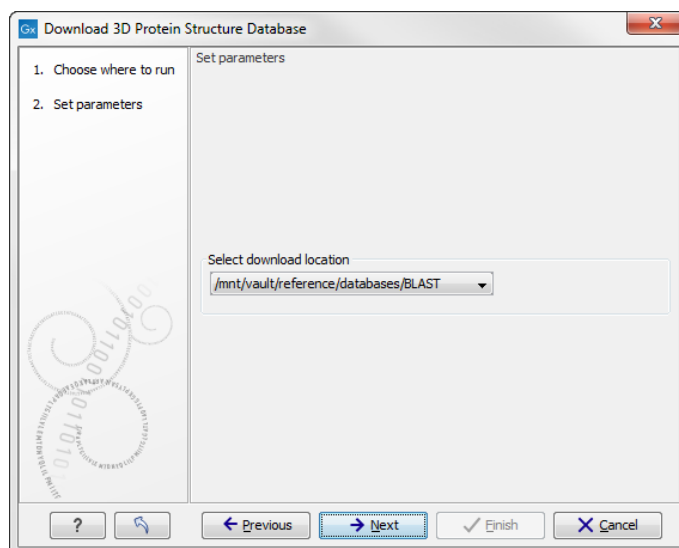 Gx Download 3D Protein Structure Database
1. Choose where to run
2. Set parameters
Set parameters
Select download location
/mnt/vault/reference/databases/BLAST
? Previous Next Finish Cancel